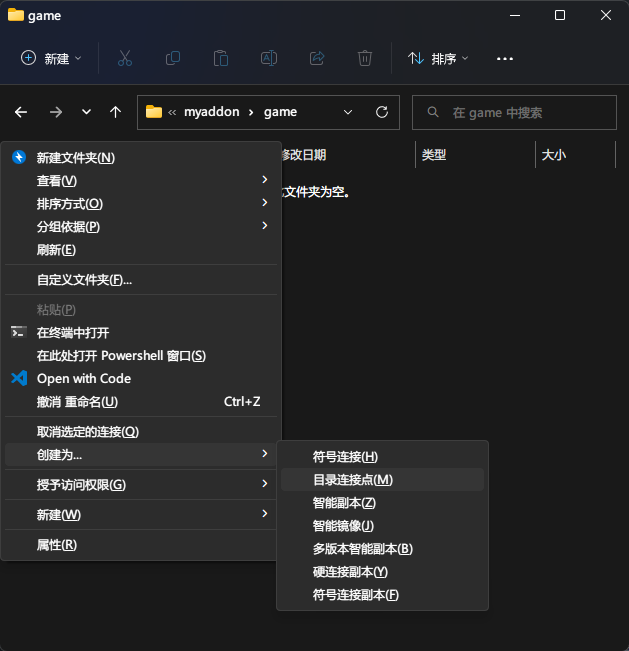 game
新建
排序
« myaddon > game
在 game 中搜索
修改日期 类型 大小
文件夹为空。
新建文件夹(N)
查看(V)
排序方式(O)
分组依据(P)
刷新(E)
自定义文件夹(F)...
粘贴(P)
在终端中打开
在此处打开 Powershell 窗口(S)
Open with Code
撤消 重命名(U) Ctrl+Z
取消选定的连接(Q)
创建为...
授予访问权限(G)
新建(W)
属性(R)
符号连接(H)
目录连接点(M)
智能副本(Z)
智能镜像(J)
多版本智能副本(B)
硬连接副本(Y)
符号连接副本(F)